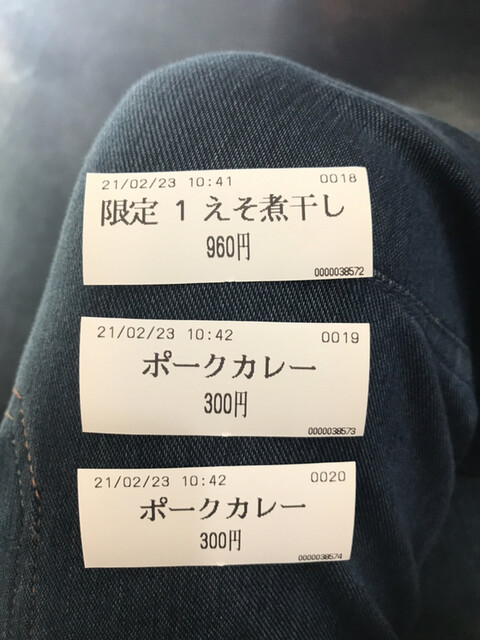 21/02/23 10:41 0018
限定 1 えそ煮干し
960円
0000038572
21/02/23 10:42 0019
ポークカレー
300円
0000038573
21/02/23 10:42 0020
ポークカレー
300円
0000038574